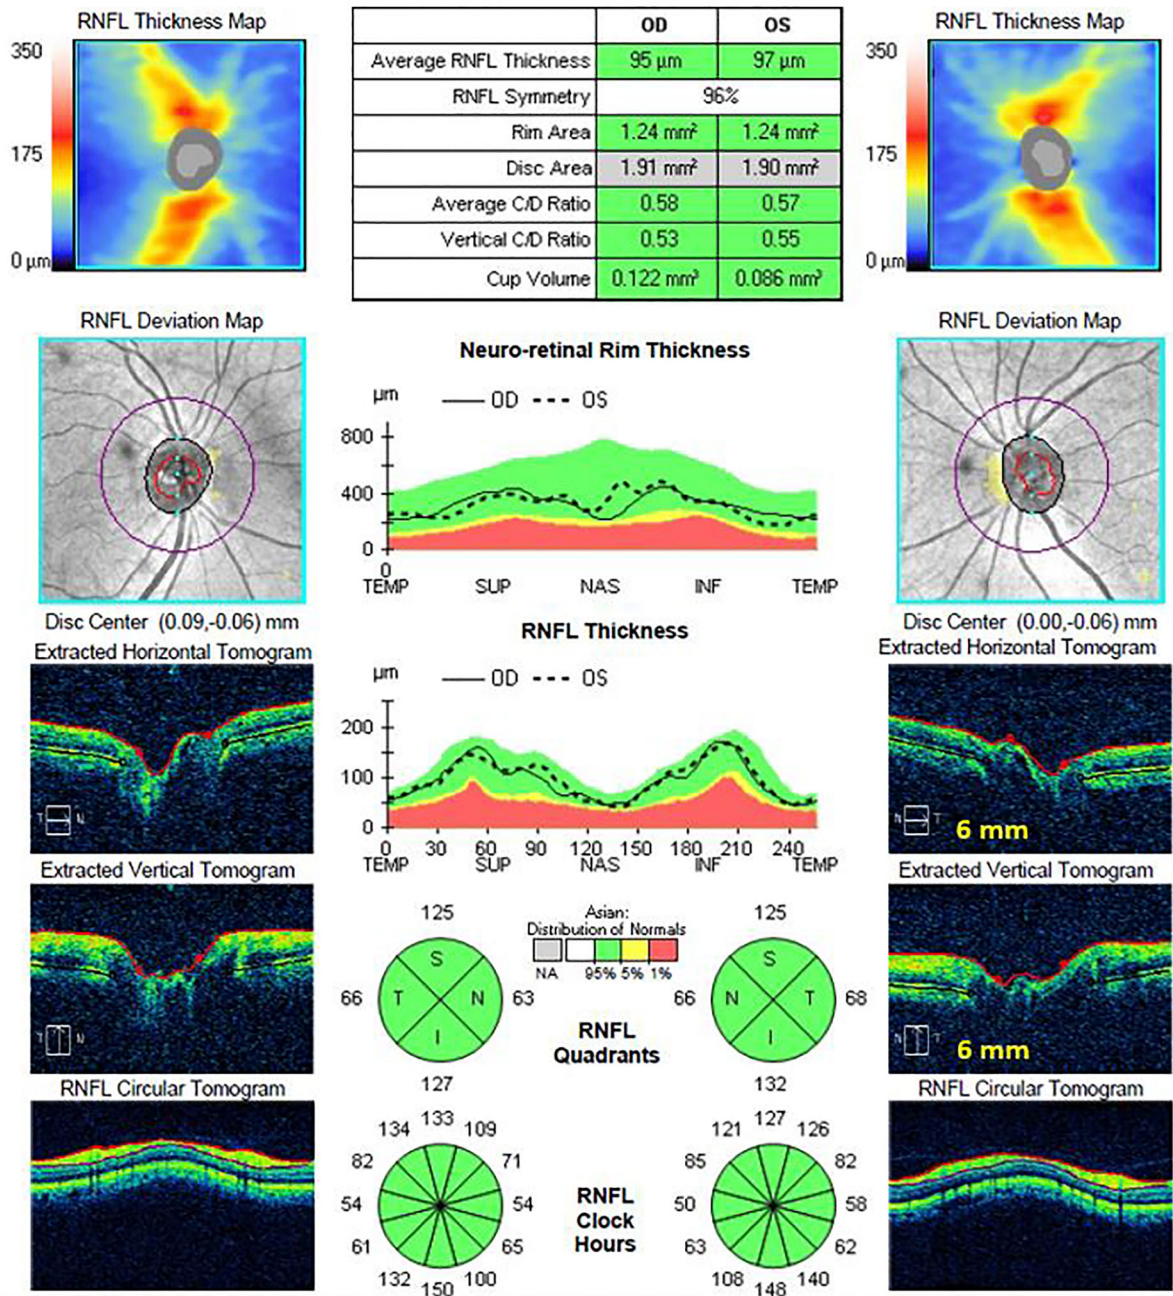 RNFL Thickness Map
350
175
0 µm
OD OS
Average RNFL Thickness 95 µm 97 µm
RNFL Symmetry 96%
Rim Area 1.24 mm² 1.24 mm²
Disc Area 1.91 mm² 1.90 mm²
Average C/D Ratio 0.58 0.57
Vertical C/D Ratio 0.53 0.55
Cup Volume 0.122 mm³ 0.086 mm³
RNFL Thickness Map
350
175
0 µm
RNFL Deviation Map
Disc Center (0.09,-0.06) mm
Neuro-retinal Rim Thickness
µm OD OS
800
400
0
0
TEMP SUP NAS INF TEMP
RNFL Deviation Map
Disc Center (0.00,-0.06) mm
Extracted Horizontal Tomogram
T N
RNFL Thickness
µm OD OS
200
100
0
0 30 60 90 120 150 180 210 240
TEMP SUP NAS INF TEMP
Extracted Horizontal Tomogram
N T
6 mm
Extracted Vertical Tomogram
T N
125
S
66 T N 63
I
127
Asian:
Distribution of Normals
NA 95% 5% 1%
RNFL
Quadrants
125
S
66 N T 68
I
132
Extracted Vertical Tomogram
N T
6 mm
RNFL Circular Tomogram
134 133 109
82 71
54 54
61 65
132 150 100
RNFL
Clock
Hours
121 127 126
85 82
50 58
63 62
108 148 140
RNFL Circular Tomogram